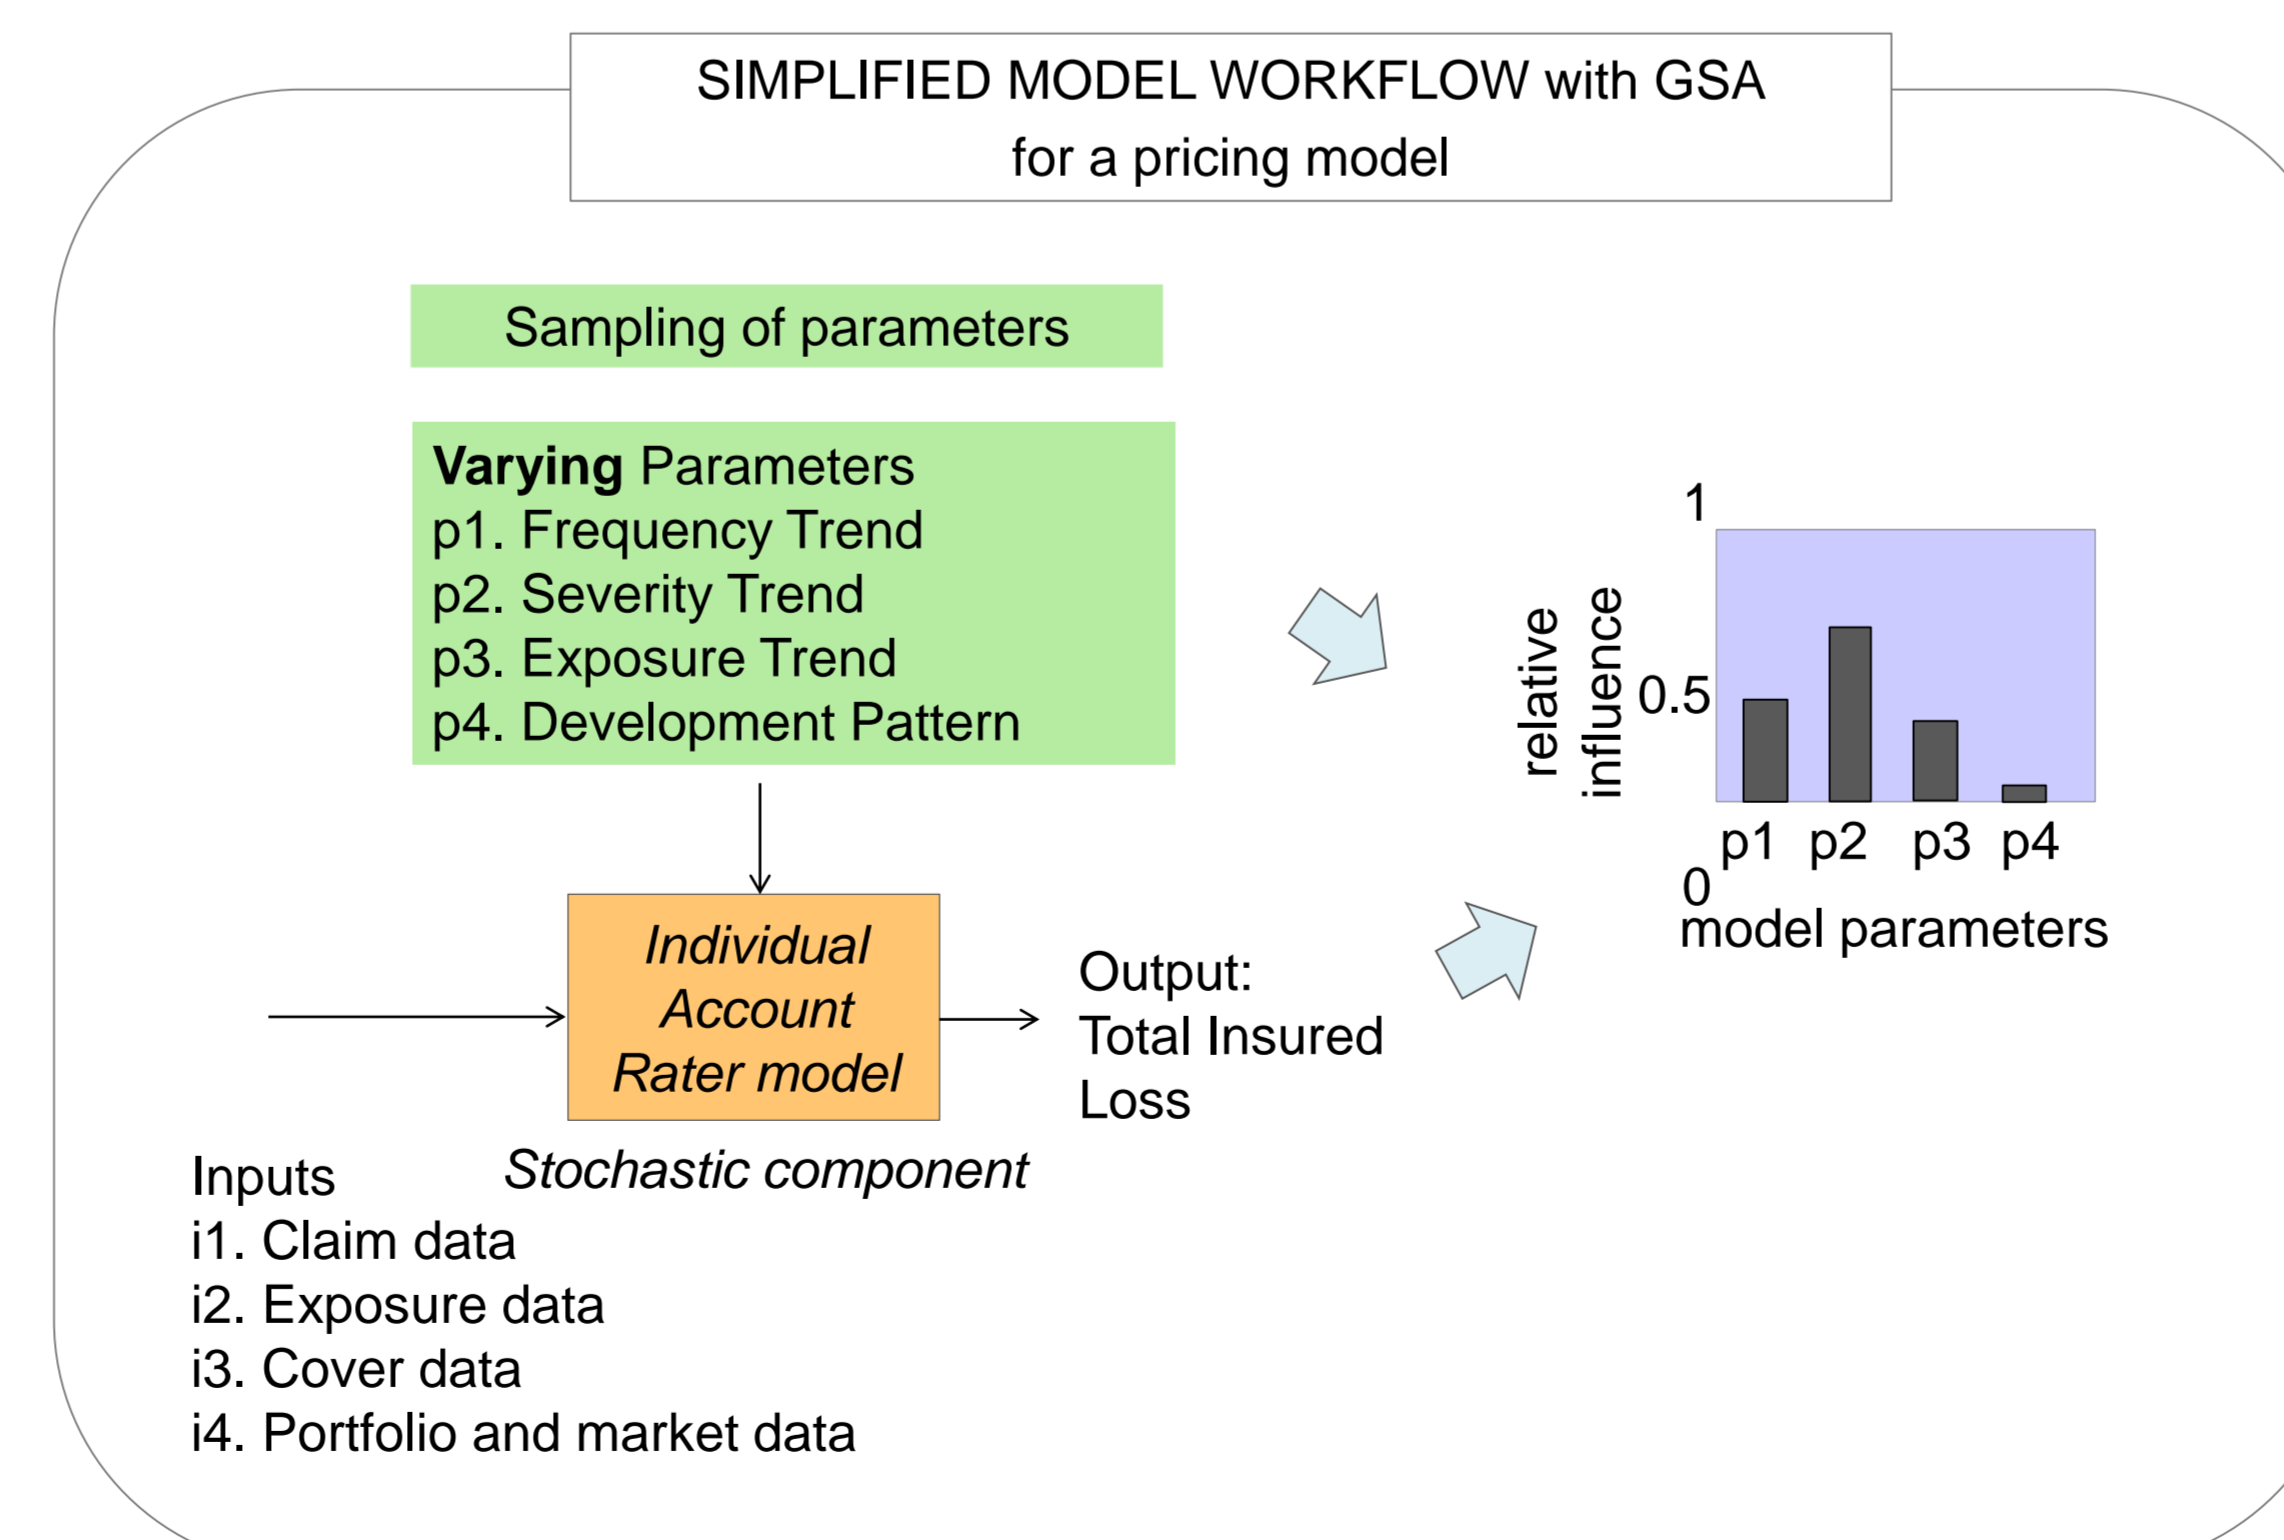 SIMPLIFIED MODEL WORKFLOW with GSA
for a pricing model
Sampling of parameters
Varying Parameters
p1. Frequency Trend
p2. Severity Trend
p3. Exposure Trend
p4. Development Pattern
Individual
Account
Rater model
Stochastic component
Output:
Total Insured
Loss
Inputs
i1. Claim data
i2. Exposure data
i3. Cover data
i4. Portfolio and market data
relative
influence
1
0.5
0
p1 p2 p3 p4
model parameters